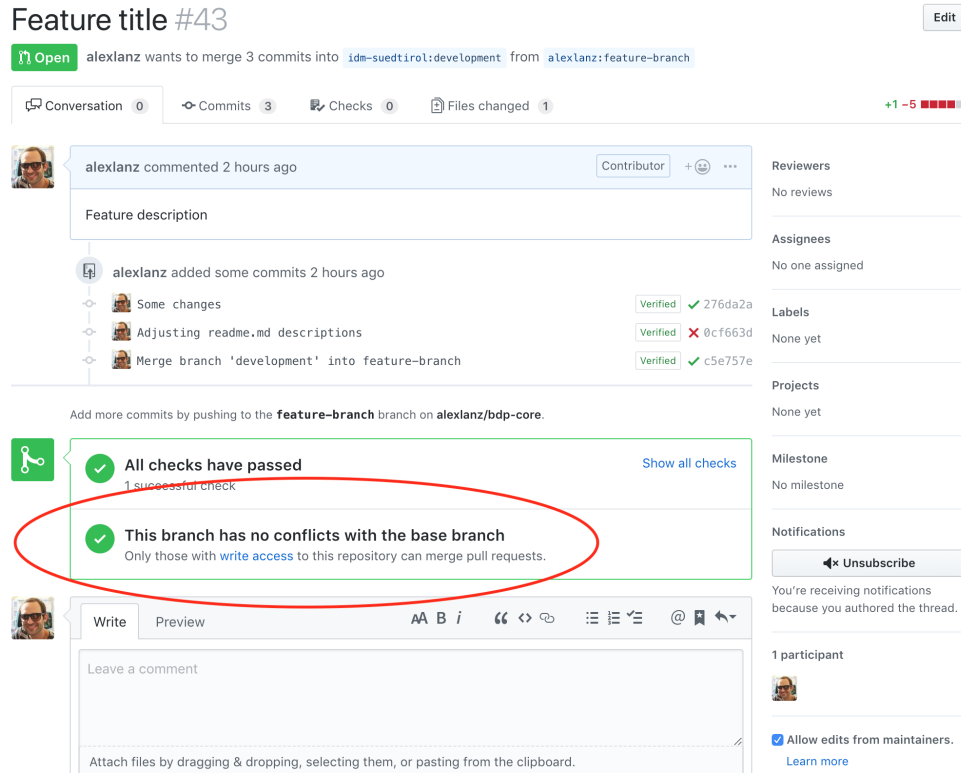 Feature title #43
Edit
Open
alexlanz wants to merge 3 commits into idm-suedtirol:development from alexlanz:feature-branch
Conversation 0
Commits 3
Checks 0
Files changed 1
+1 −5
alexlanz commented 2 hours ago
Contributor
Feature description
alexlanz added some commits 2 hours ago
Some changes
Verified
276da2a
Adjusting readme.md descriptions
Verified
0cf663d
Merge branch 'development' into feature-branch
Verified
c5e757e
Add more commits by pushing to the feature-branch branch on alexlanz/bdp-core.
All checks have passed
Show all checks
1 successful check
This branch has no conflicts with the base branch
Only those with write access to this repository can merge pull requests.
Write
Preview
AA B i
Leave a comment
Attach files by dragging & dropping, selecting them, or pasting from the clipboard.
Reviewers
No reviews
Assignees
No one assigned
Labels
None yet
Projects
None yet
Milestone
No milestone
Notifications
Unsubscribe
You're receiving notifications
because you authored the thread.
1 participant
Allow edits from maintainers.
Learn more